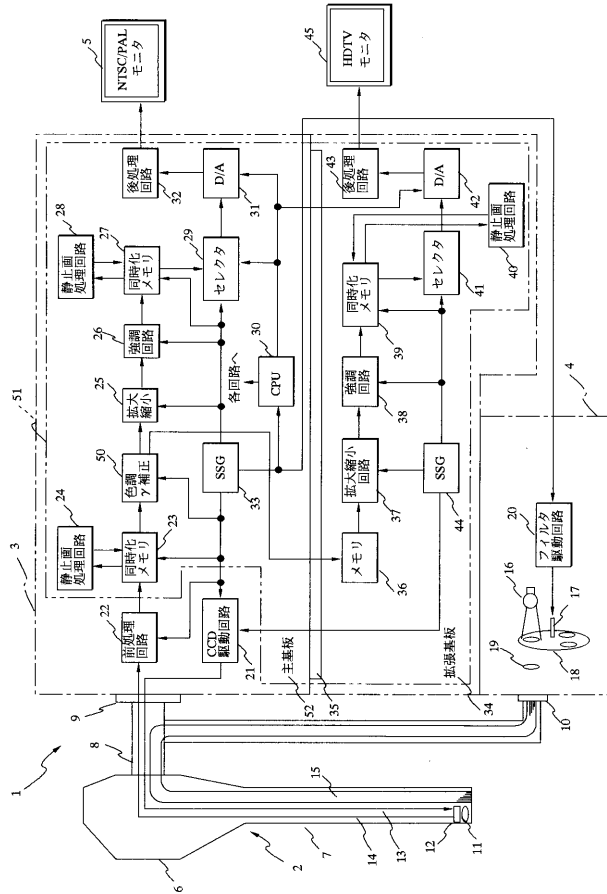 1
2
3
4
5
NTSC/PAL
モニタ
45
HDTV
モニタ
51
28
静止画
処理回路
27
同時化
メモリ
32
後処理
回路
31
D/A
29
セレクタ
26
強調
回路
25
拡大
縮小
50
色調
γ補正
24
静止画
処理回路
23
同時化
メモリ
22
前処理
回路
30
CPU
各回路へ
33
SSG
21
CCD
駆動回路
主基板
52
35
拡張基板
34
43
後処理
回路
42
D/A
41
セレクタ
40
静止画
処理回路
39
同時化
メモリ
38
強調
回路
37
拡大縮小
回路
36
メモリ
44
SSG
20
フィルタ
駆動回路
16
17
18
19
9
8
10
15
14
13
12
11
7
6